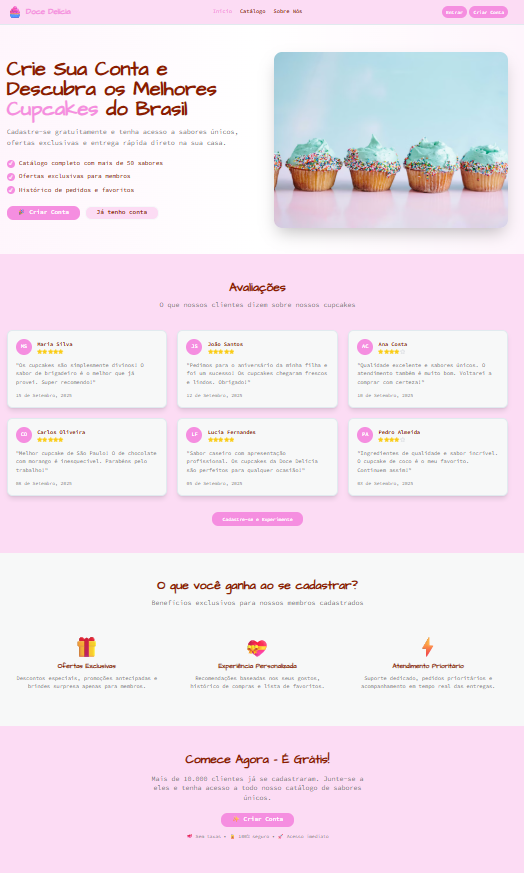 Doce Delícia
Início Catálogo Sobre Nós
Entrar Criar Conta
Crie Sua Conta e
Descubra os Melhores
Cupcakes do Brasil
Cadastre-se gratuitamente e tenha acesso a sabores únicos,
ofertas exclusivas e entrega rápida direto na sua casa.
Catálogo completo com mais de 50 sabores
Ofertas exclusivas para membros
Histórico de pedidos e favoritos
Criar Conta
Já tenho conta
Avaliações
O que nossos clientes dizem sobre nossos cupcakes
MS Maria Silva
"Os cupcakes são simplesmente divinos! O
sabor de brigadeiro é o melhor que já
provei. Super recomendo!"
15 de Setembro, 2025
JS João Santos
"Pedimos para o aniversário da minha filha e
foi um sucesso! Os cupcakes chegaram frescos
e lindos. Obrigado!"
12 de Setembro, 2025
AC Ana Costa
"Qualidade excelente e sabores únicos. O
atendimento também é muito bom. Voltarei a
comprar com certeza!"
10 de Setembro, 2025
CO Carlos Oliveira
"Melhor cupcake de São Paulo! O de chocolate
com morango é inesquecível. Parabéns pelo
trabalho!"
08 de Setembro, 2025
LF Lucia Fernandes
"Sabor caseiro com apresentação
profissional. Os cupcakes da Doce Delícia
são perfeitos para qualquer ocasião!"
05 de Setembro, 2025
PA Pedro Almeida
"Ingredientes de qualidade e sabor incrível.
O cupcake de coco é o meu favorito.
Continuem assim!"
03 de Setembro, 2025
Cadastre-se e Experimente
O que você ganha ao se cadastrar?
Benefícios exclusivos para nossos membros cadastrados
Ofertas Exclusivas
Descontos especiais, promoções antecipadas e
brindes surpresa apenas para membros.
Experiência Personalizada
Recomendações baseadas nos seus gostos,
histórico de compras e lista de favoritos.
Atendimento Prioritário
Suporte dedicado, pedidos prioritários e
acompanhamento em tempo real das entregas.
Comece Agora - É Grátis!
Mais de 10.000 clientes já se cadastraram. Junte-se a
eles e tenha acesso a todo nosso catálogo de sabores
únicos.
Criar Conta
Sem taxas • 100% seguro • Acesso imediato